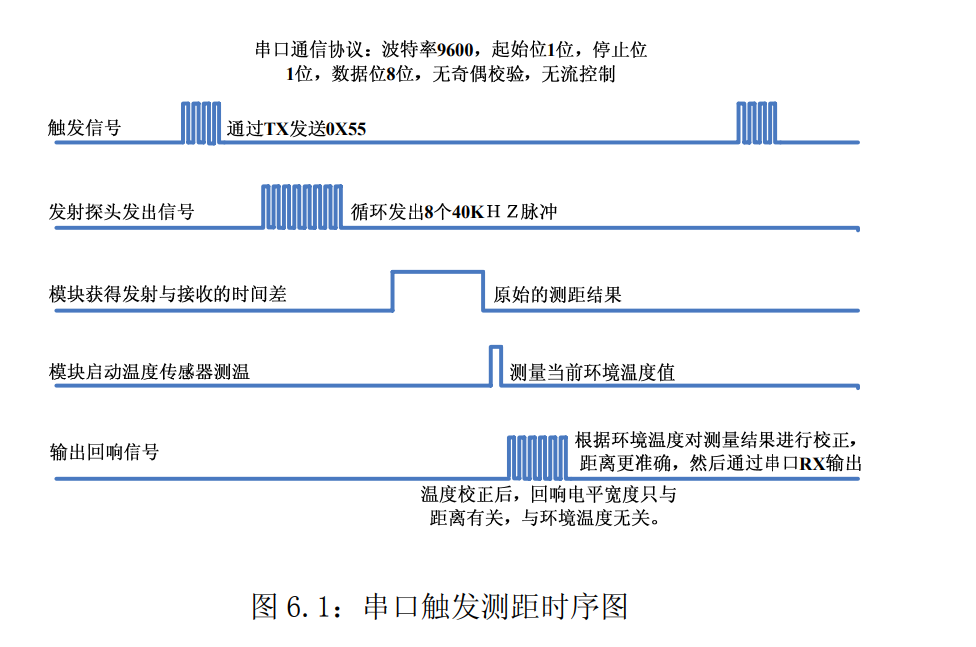 串口通信协议：波特率9600，起始位1位，停止位
1位，数据位8位，无奇偶校验，无流控制
触发信号
通过TX发送0X55
发射探头发出信号
循环发出8个40KＨＺ脉冲
模块获得发射与接收的时间差
原始的测距结果
模块启动温度传感器测温
测量当前环境温度值
输出回响信号
根据环境温度对测量结果进行校正，
距离更准确，然后通过串口RX输出
温度校正后，回响电平宽度只与
距离有关，与环境温度无关。
图 6.1：串口触发测距时序图